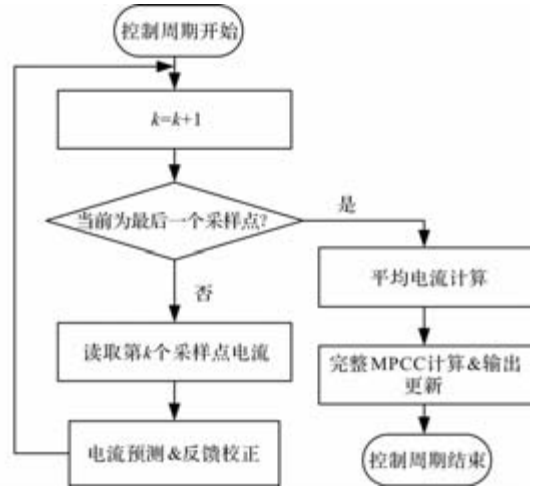 控制周期开始
k=k+1
当前为最后一个采样点?
是
否
平均电流计算
读取第k个采样点电流
完整MPCC计算&输出
更新
电流预测&反馈校正
控制周期结束